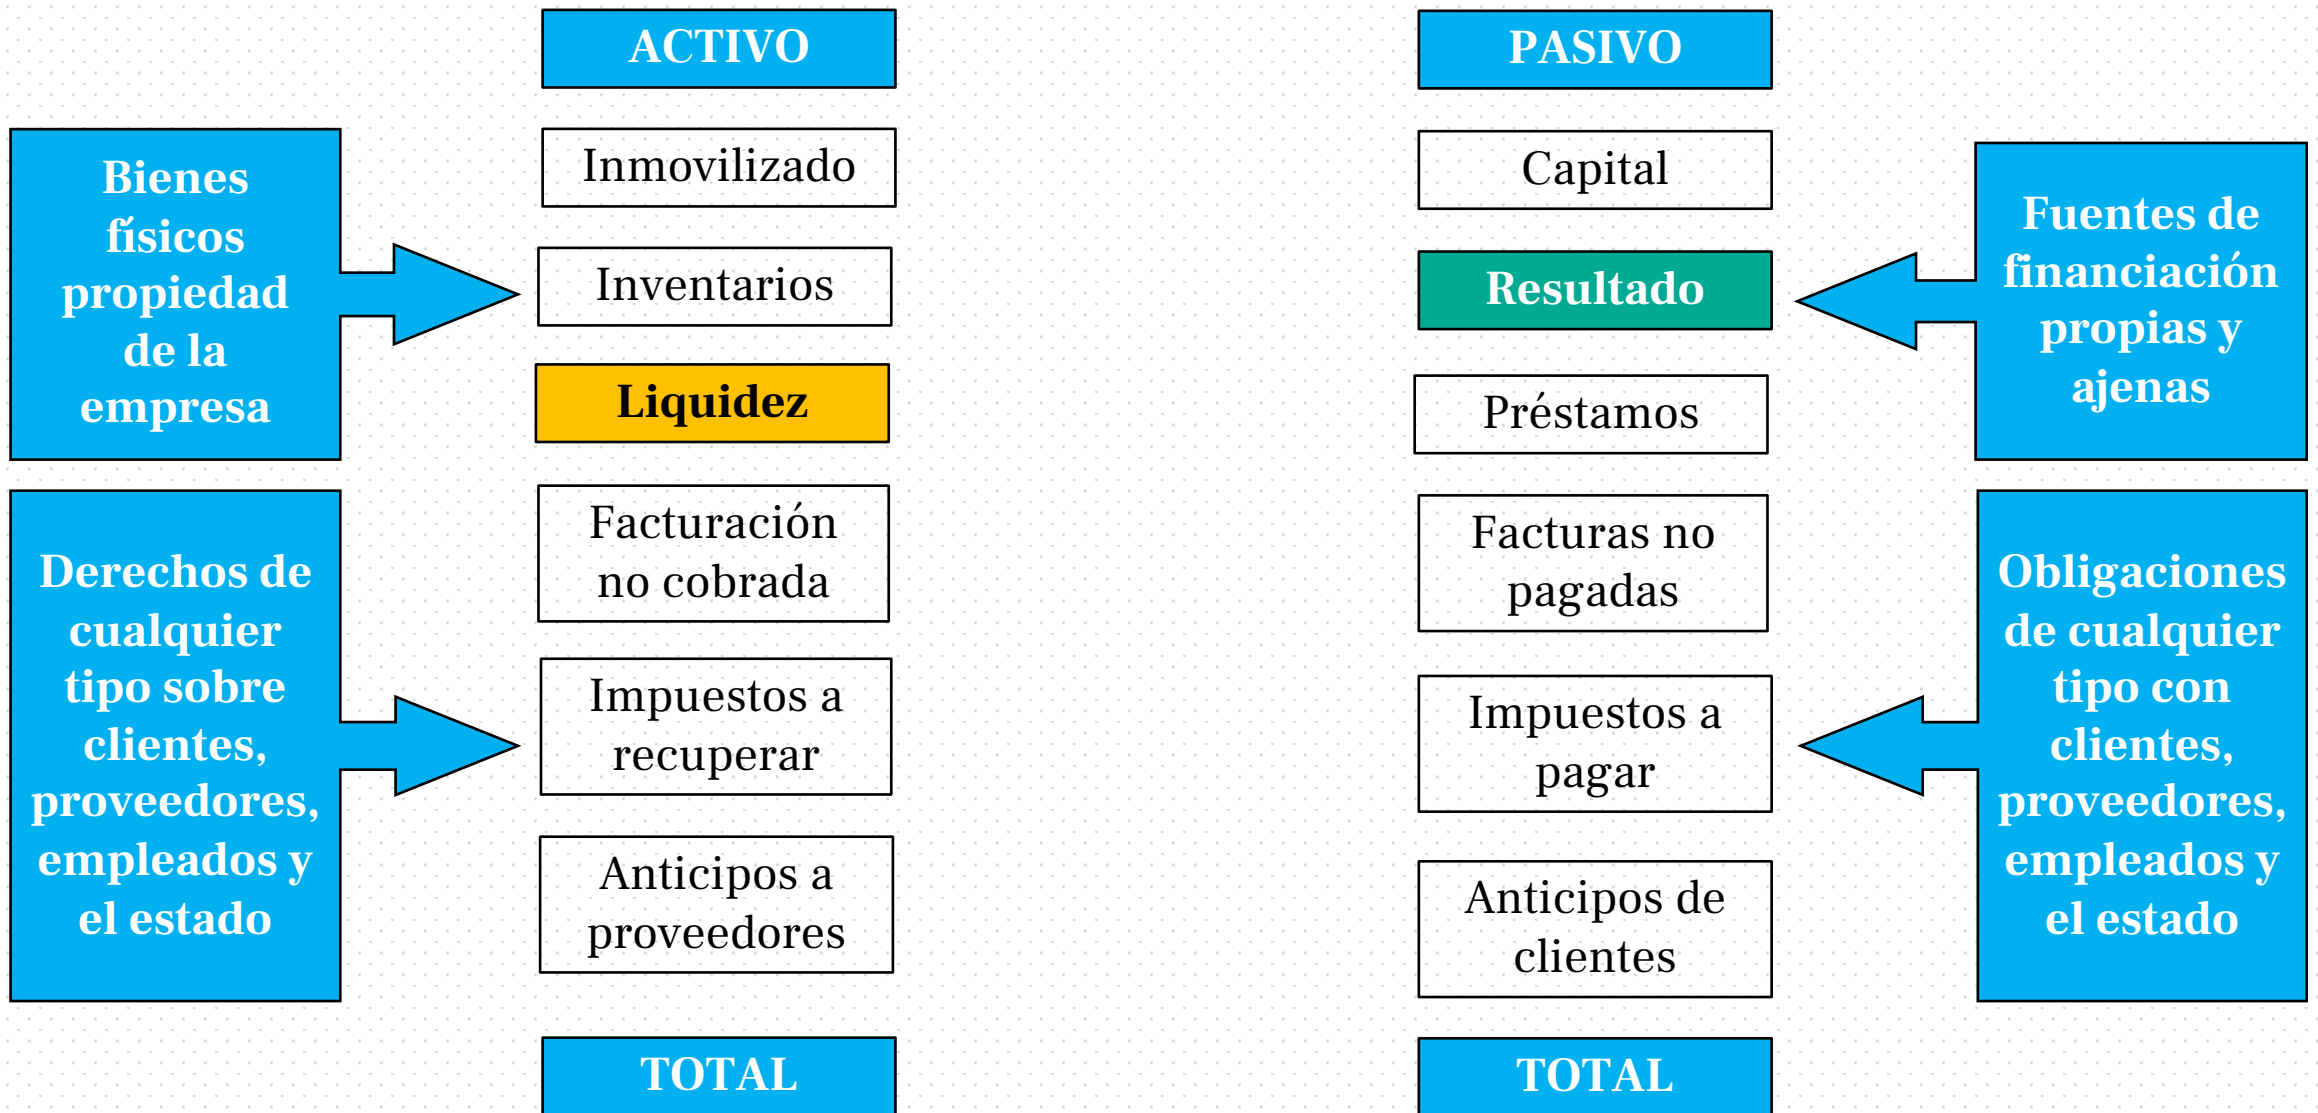 ACTIVO
PASIVO
Bienes
físicos
propiedad
de la
empresa
Inmovilizado
Inventarios
Liquidez
Capital
Resultado
Préstamos
Fuentes de
financiación
propias y
ajenas
Derechos de
cualquier
tipo sobre
clientes,
proveedores,
empleados y
el estado
Facturación
no cobrada
Impuestos a
recuperar
Anticipos a
proveedores
Facturas no
pagadas
Impuestos a
pagar
Anticipos de
clientes
Obligaciones
de cualquier
tipo con
clientes,
proveedores,
empleados y
el estado
TOTAL
TOTAL